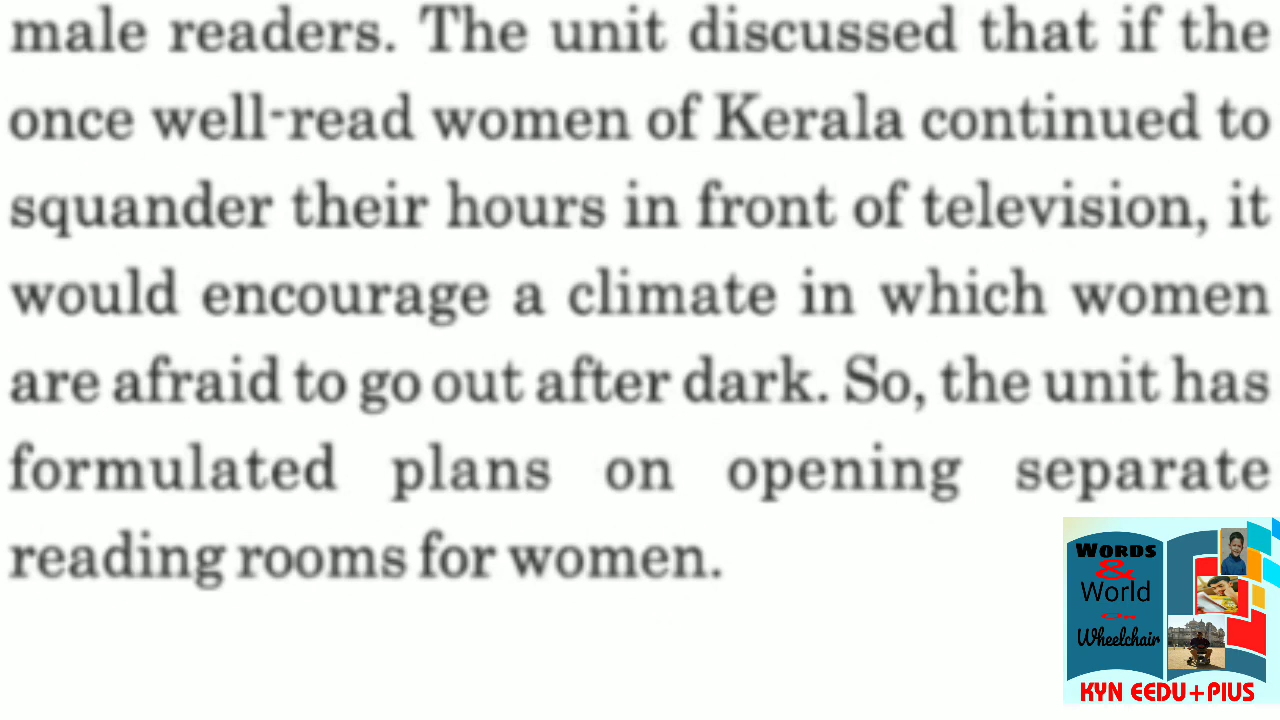 male readers. The unit discussed that if the
once well-read women of Kerala continued to
squander their hours in front of television, it
would encourage a climate in which women
are afraid to go out after dark. So, the unit has
formulated plans on opening separate
reading rooms for women.
WORDS
&
World
Wheelchair
KYN EEDU+PlUS